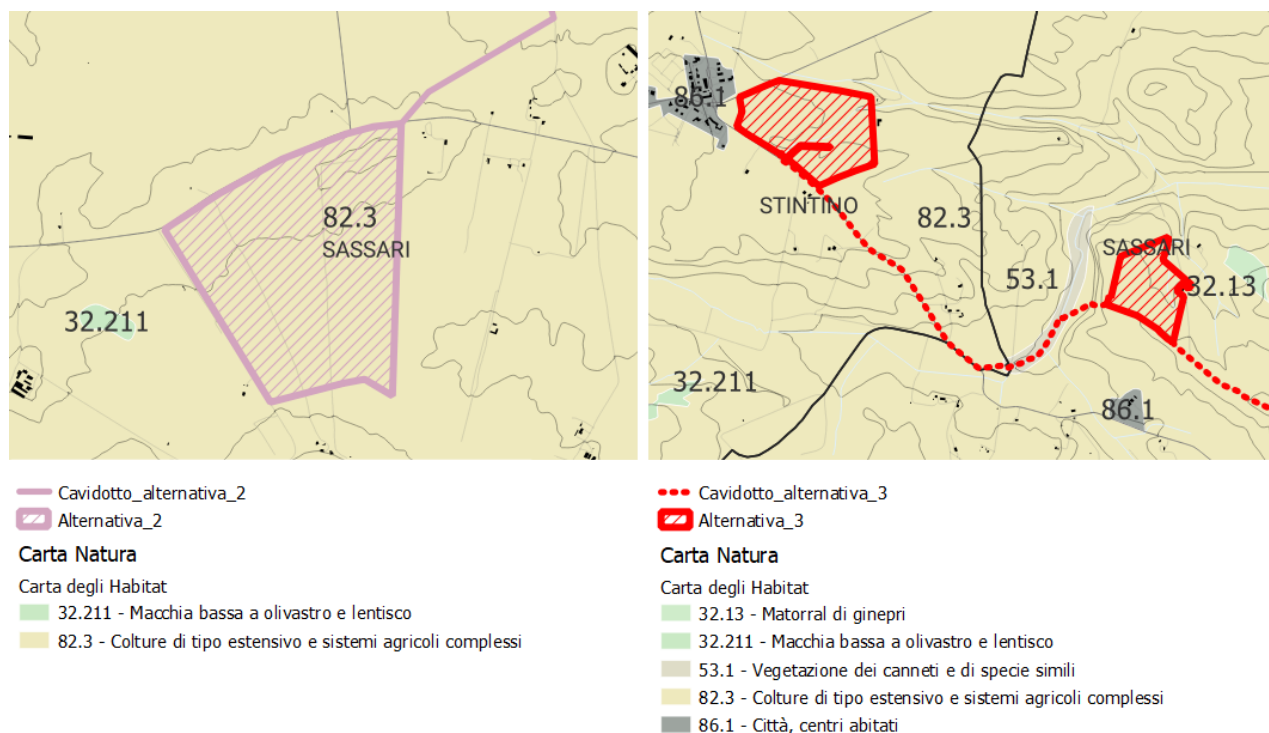 82.3
SASSARI
32.211
86.1
STINTINO
82.3
53.1
SASSARI
32.13
32.211
86.1
Cavidotto_alternativa_2
Alternativa_2
Carta Natura
Carta degli Habitat
32.211 - Macchia bassa a olivastro e lentisco
82.3 - Colture di tipo estensivo e sistemi agricoli complessi
Cavidotto_alternativa_3
Alternativa_3
Carta Natura
Carta degli Habitat
32.13 - Matorral di ginepri
32.211 - Macchia bassa a olivastro e lentisco
53.1 - Vegetazione dei canneti e di specie simili
82.3 - Colture di tipo estensivo e sistemi agricoli complessi
86.1 - Città, centri abitati